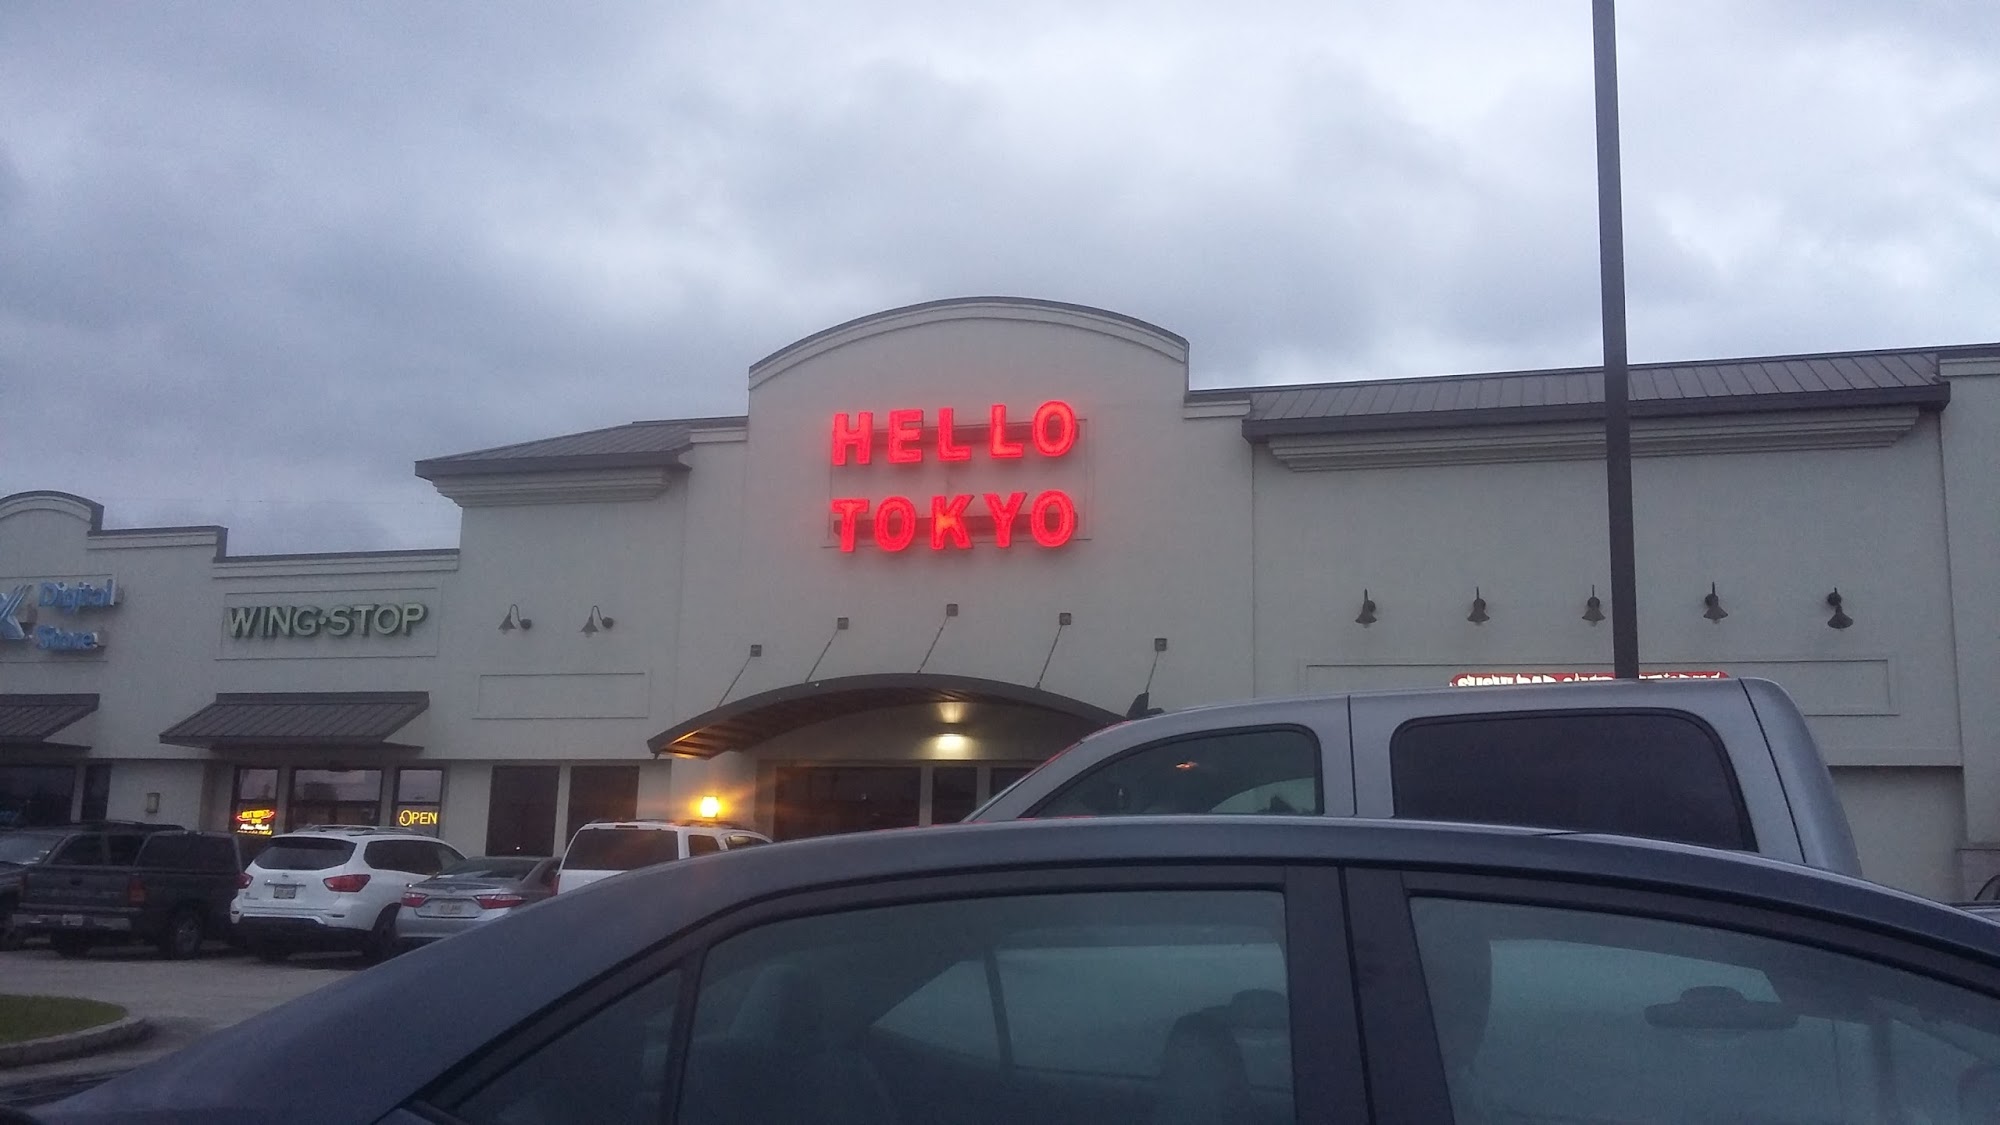 HELLO
TOKYO
WING·STOP
Digital
Store
OPEN